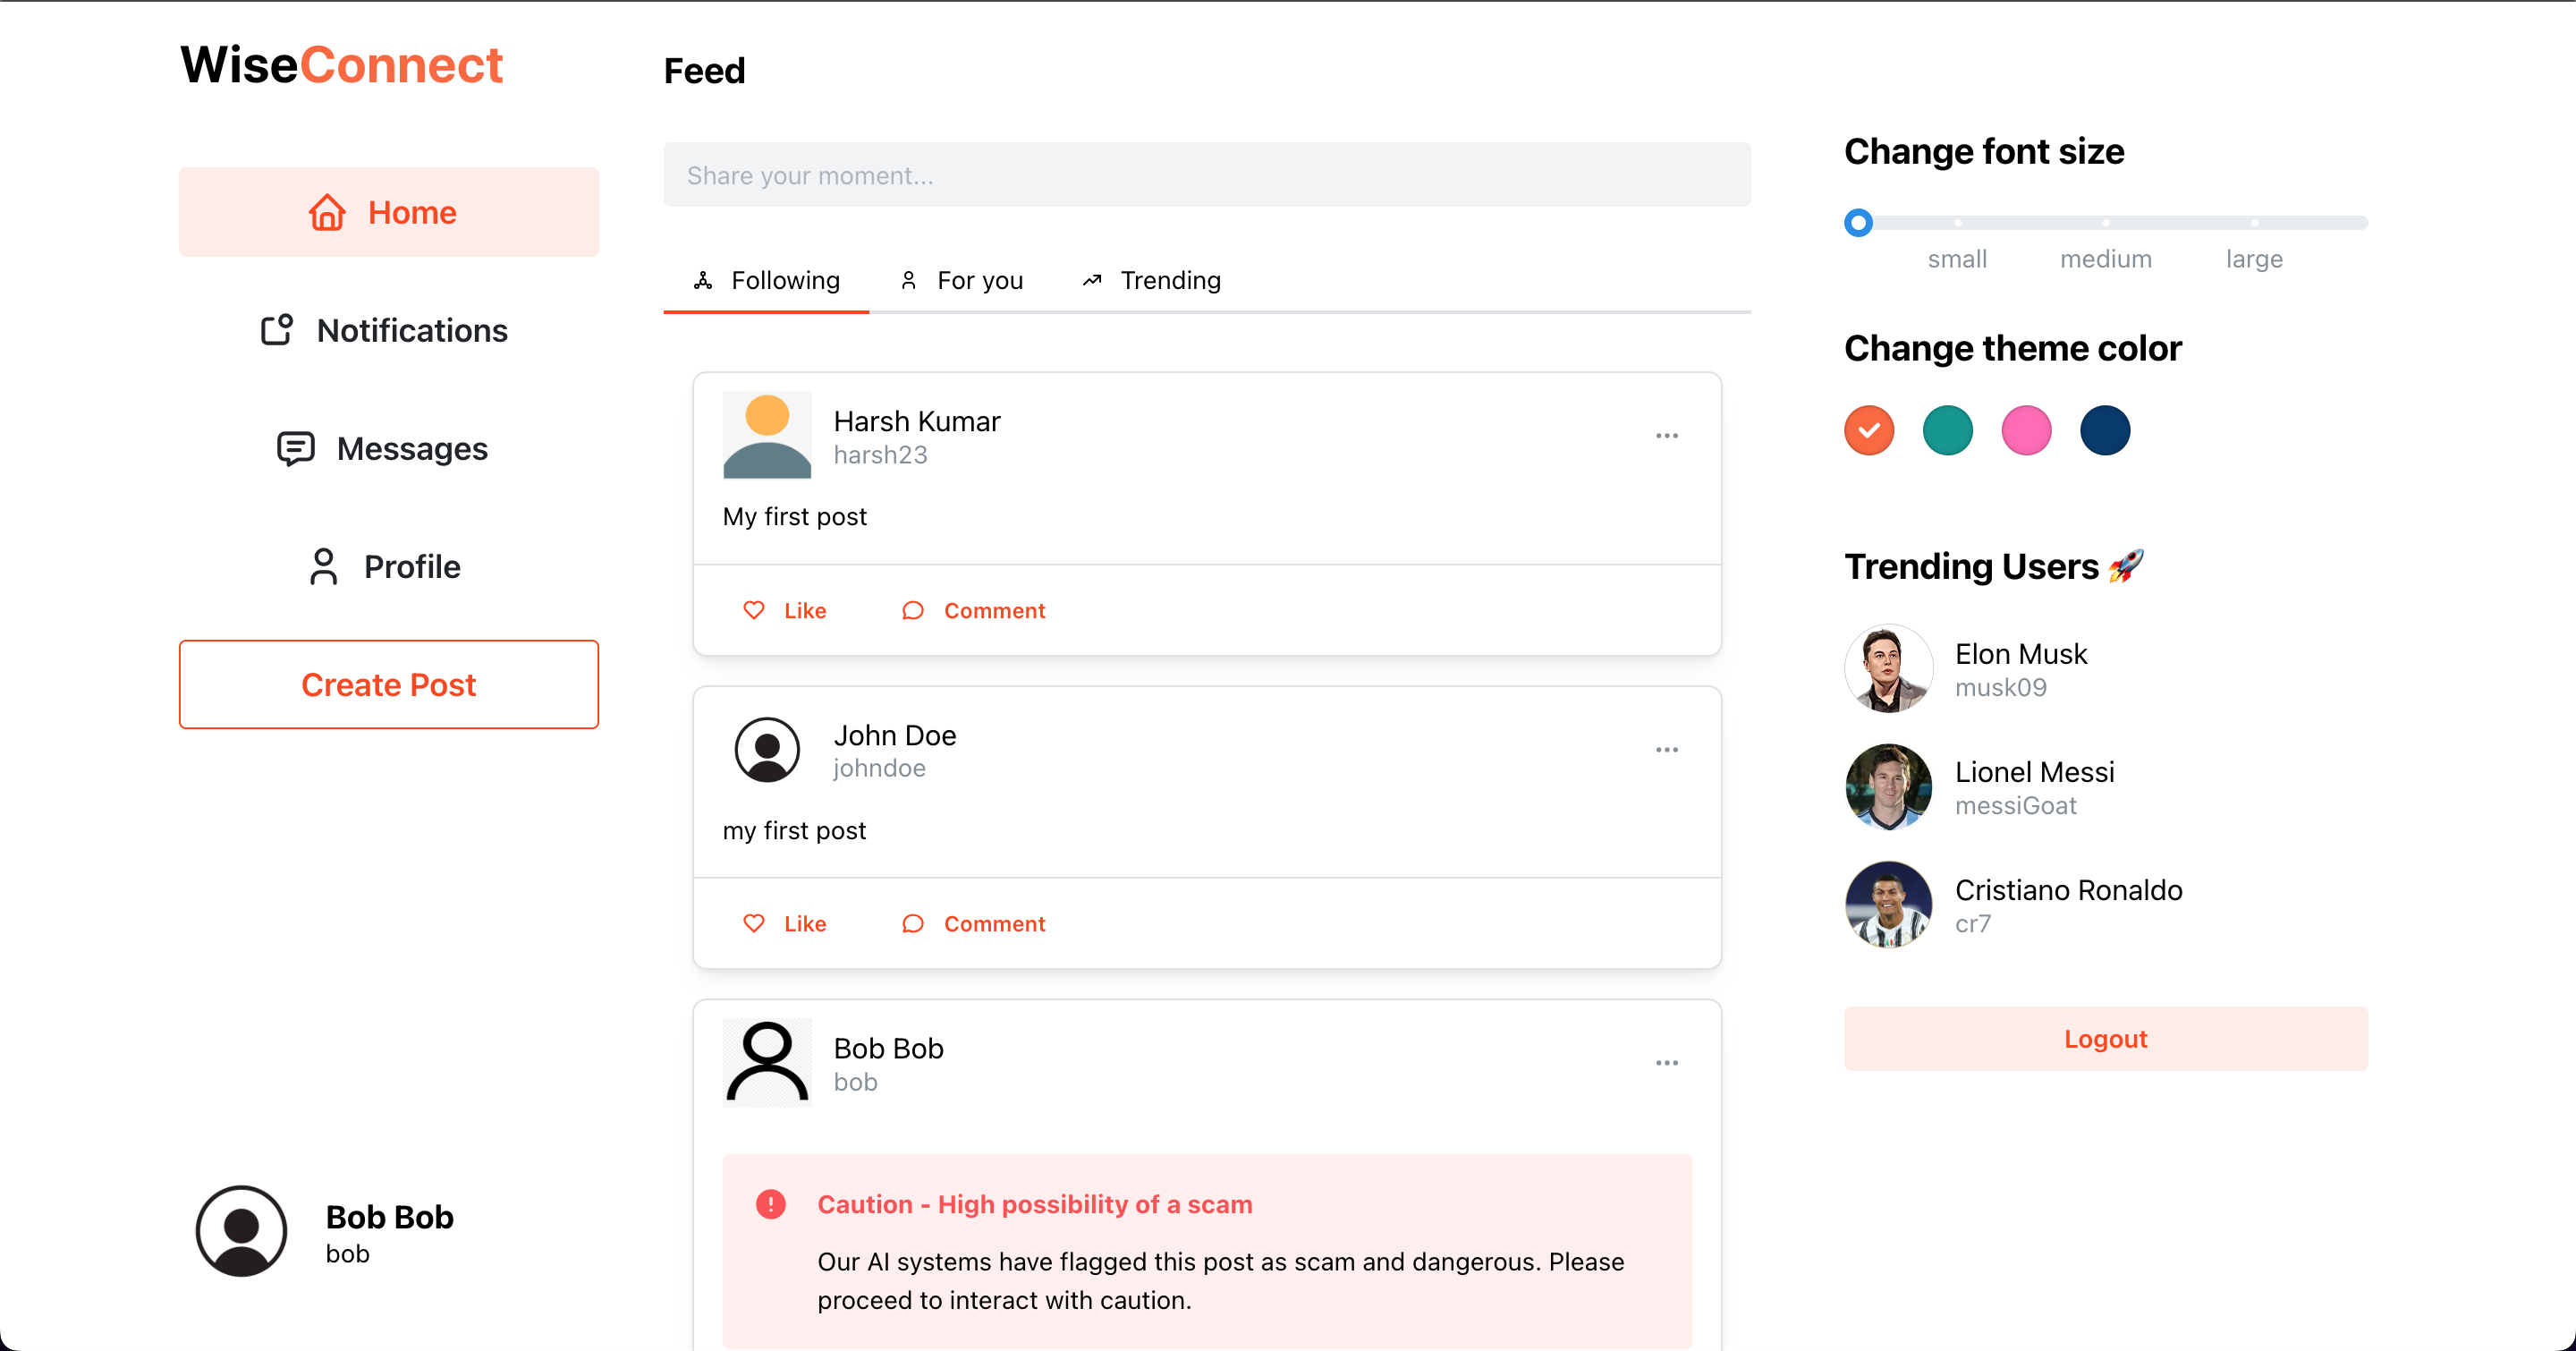 WiseConnect
Home
Notifications
Messages
Profile
Create Post
Bob Bob
bob
Feed
Share your moment...
Following
For you
Trending
Harsh Kumar
harsh23
My first post
Like
Comment
John Doe
johndoe
my first post
Like
Comment
Bob Bob
bob
Caution - High possibility of a scam
Our AI systems have flagged this post as scam and dangerous. Please
proceed to interact with caution.
Change font size
small
medium
large
Change theme color
Trending Users 🚀
Elon Musk
musk09
Lionel Messi
messiGoat
Cristiano Ronaldo
cr7
Logout